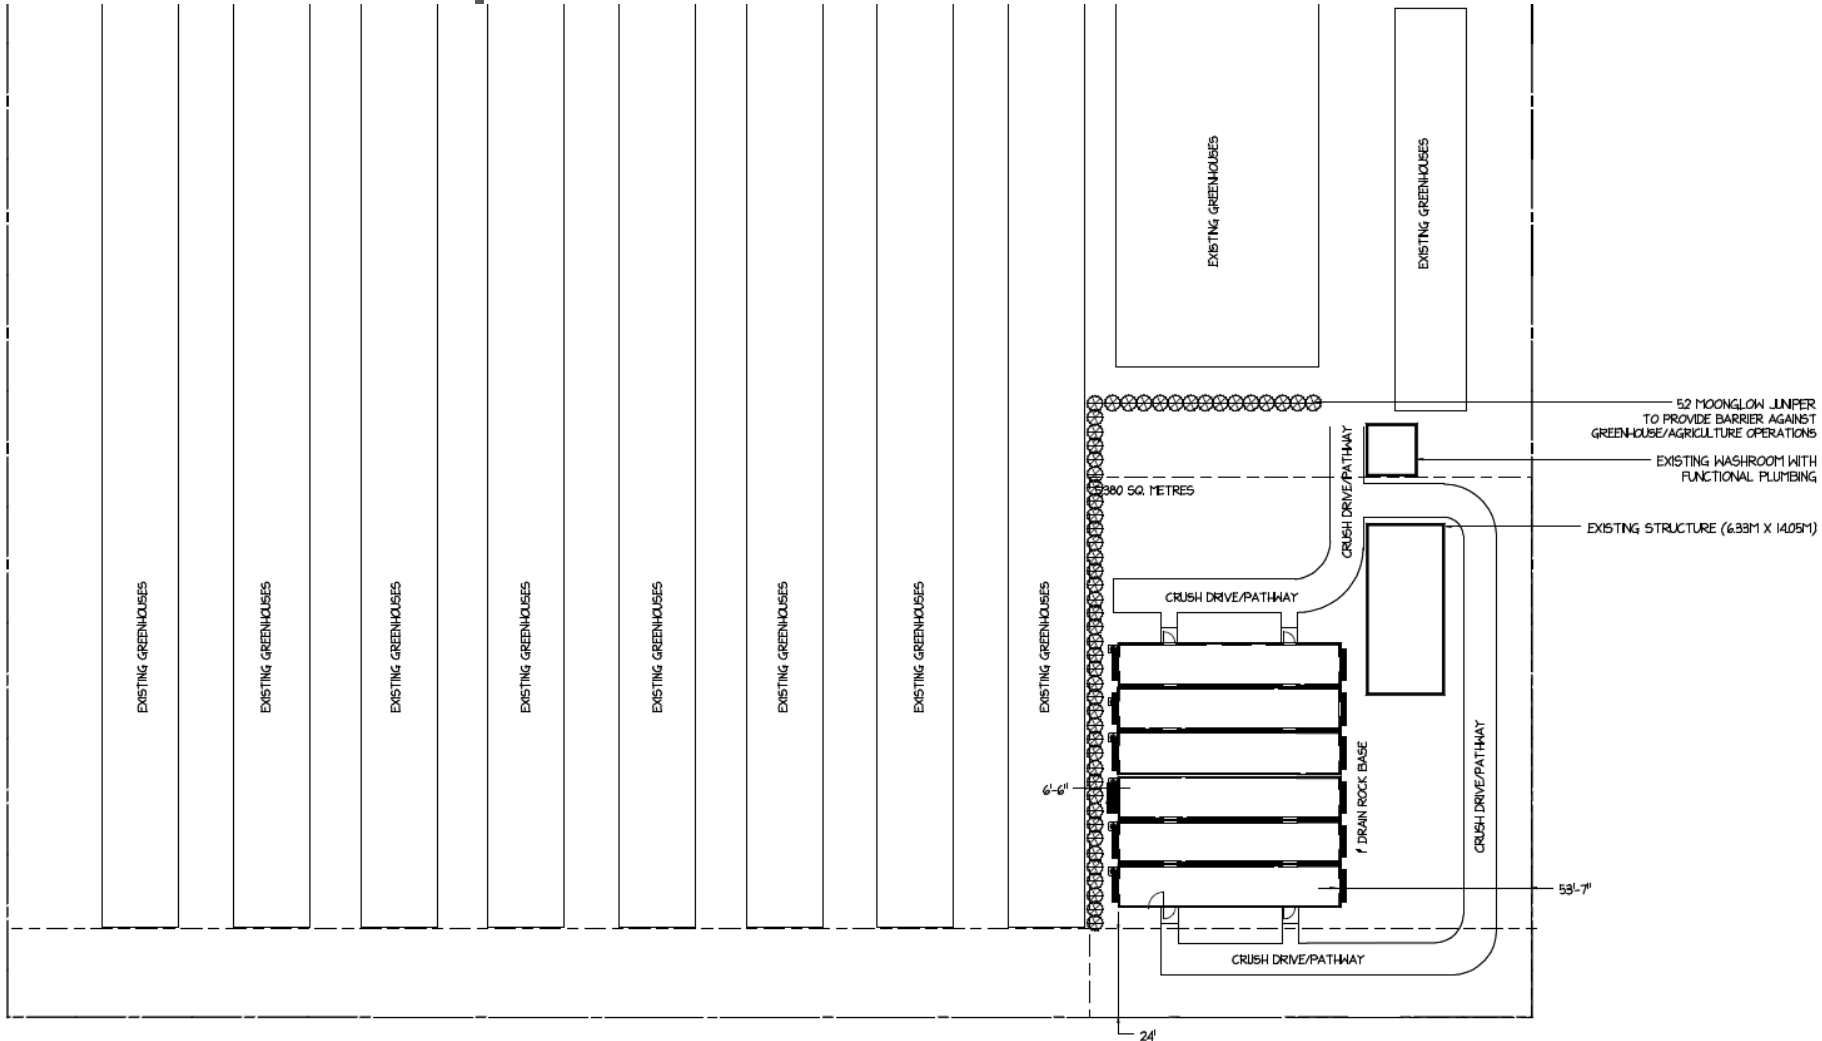 EXISTING GREENHOUSES
EXISTING GREENHOUSES
52 MOONGLOW JUNIPER
TO PROVIDE BARRIER AGAINST
GREENHOUSE/AGRICULTURE OPERATIONS
EXISTING WASHROOM WITH
FUNCTIONAL PLUMBING
380 SQ. METRES
CRUSH DRIVE/PATHWAY
EXISTING STRUCTURE (6.33M X 14.05M)
CRUSH DRIVE/PATHWAY
EXISTING GREENHOUSES
EXISTING GREENHOUSES
EXISTING GREENHOUSES
EXISTING GREENHOUSES
EXISTING GREENHOUSES
EXISTING GREENHOUSES
EXISTING GREENHOUSES
EXISTING GREENHOUSES
6'-6"
DRAIN ROCK BASE
CRUSH DRIVE/PATHWAY
53'-7"
CRUSH DRIVE/PATHWAY
24'